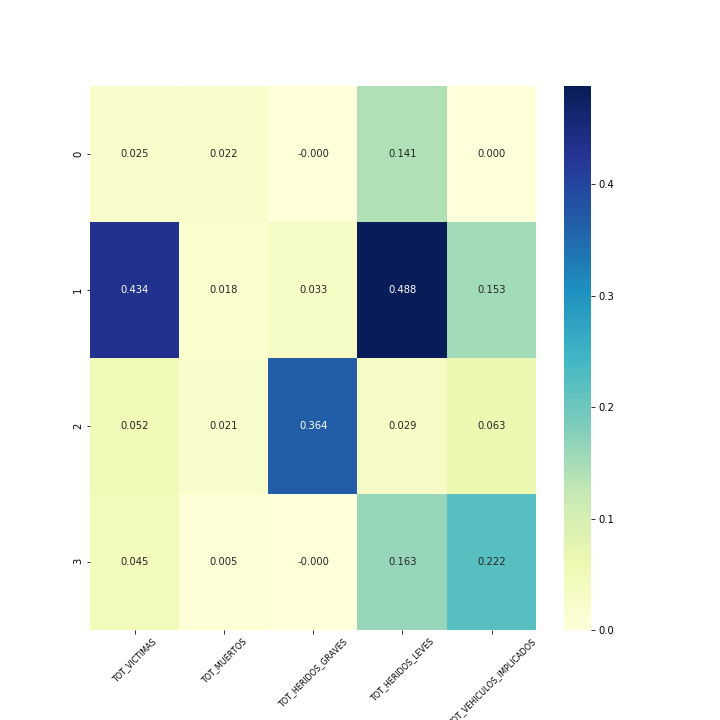 0 0.025 0.022 -0.000 0.141 0.000
0.4
1 0.434 0.018 0.033 0.488 0.153
0.3
0.2
2 0.052 0.021 0.364 0.029 0.063
0.1
3 0.045 0.005 -0.000 0.163 0.222
0.0
TOT_VICTIMAS
TOT_MUERTOS
TOT_HERIDOS_GRAVES
TOT_HERIDOS_LEVES
OT_VEHICULOS_IMPLICADOS